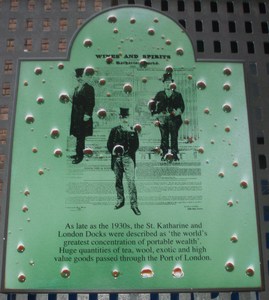 WINES AND SPIRITS
As late as the 1930s, the St. Katharine and
London Docks were described as 'the world's
greatest concentration of portable wealth'.
Huge quantities of tea, wool, exotic and high
value goods passed through the Port of London.